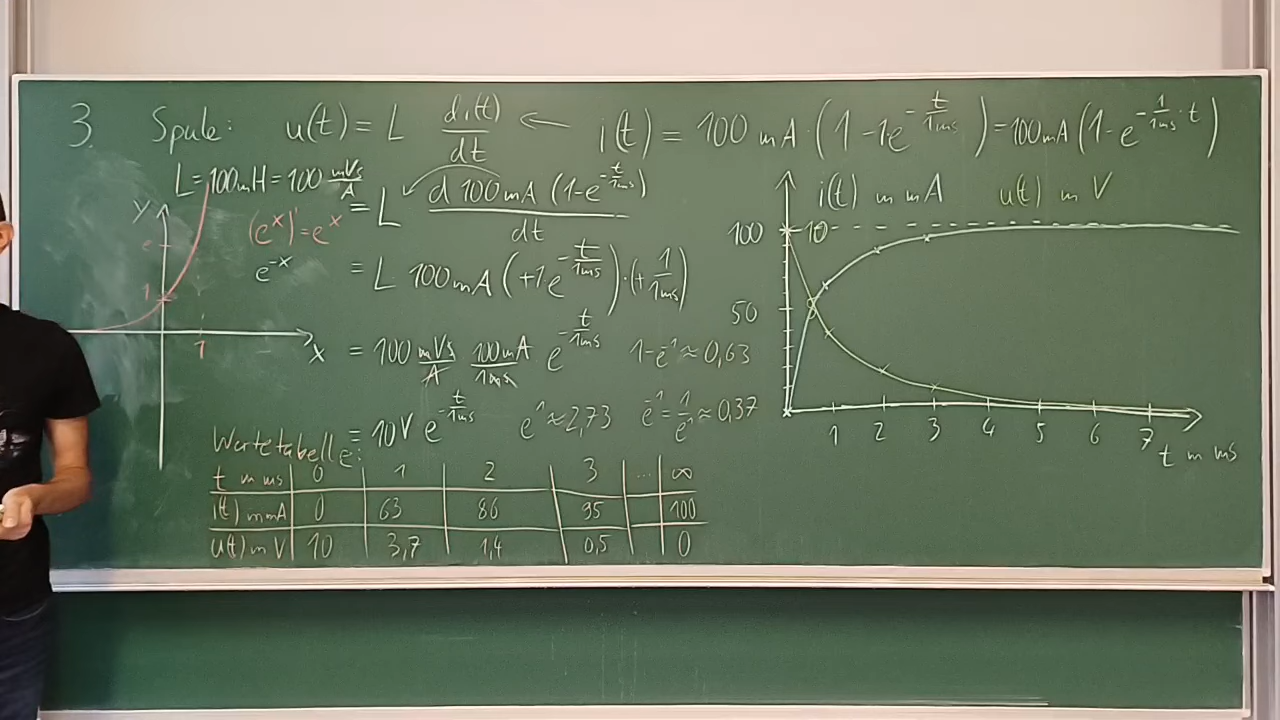 3. Spule: u(t) = L di(t)/dt ← i(t) = 100 mA · (1 - 1e^(-t/1ms)) = 100mA (1 - e^(-1/1ms · t))
L = 100mH = 100 mVs/A
= L d 100mA (1-e^(-t/1ms))/dt
(e^x)' = e^x
e^-x
= L 100mA (+1e^(-t/1ms)) · (+1/1ms)
= 100 mVs/A 100mA/1ms e^(-t/1ms)
1-e^-1 ≈ 0,63
= 10V e^(-t/1ms)
e^1 ≈ 2,73
e^-1 = 1/e^1 ≈ 0,37
y
e
1
1
x
Wertetabelle:
t in ms 0 1 2 3 ... ∞
i(t) in mA 0 63 86 95 100
u(t) in V 10 3,7 1,4 0,5 0
i(t) in mA u(t) in V
100 10
50
1 2 3 4 5 6 7
t in ms